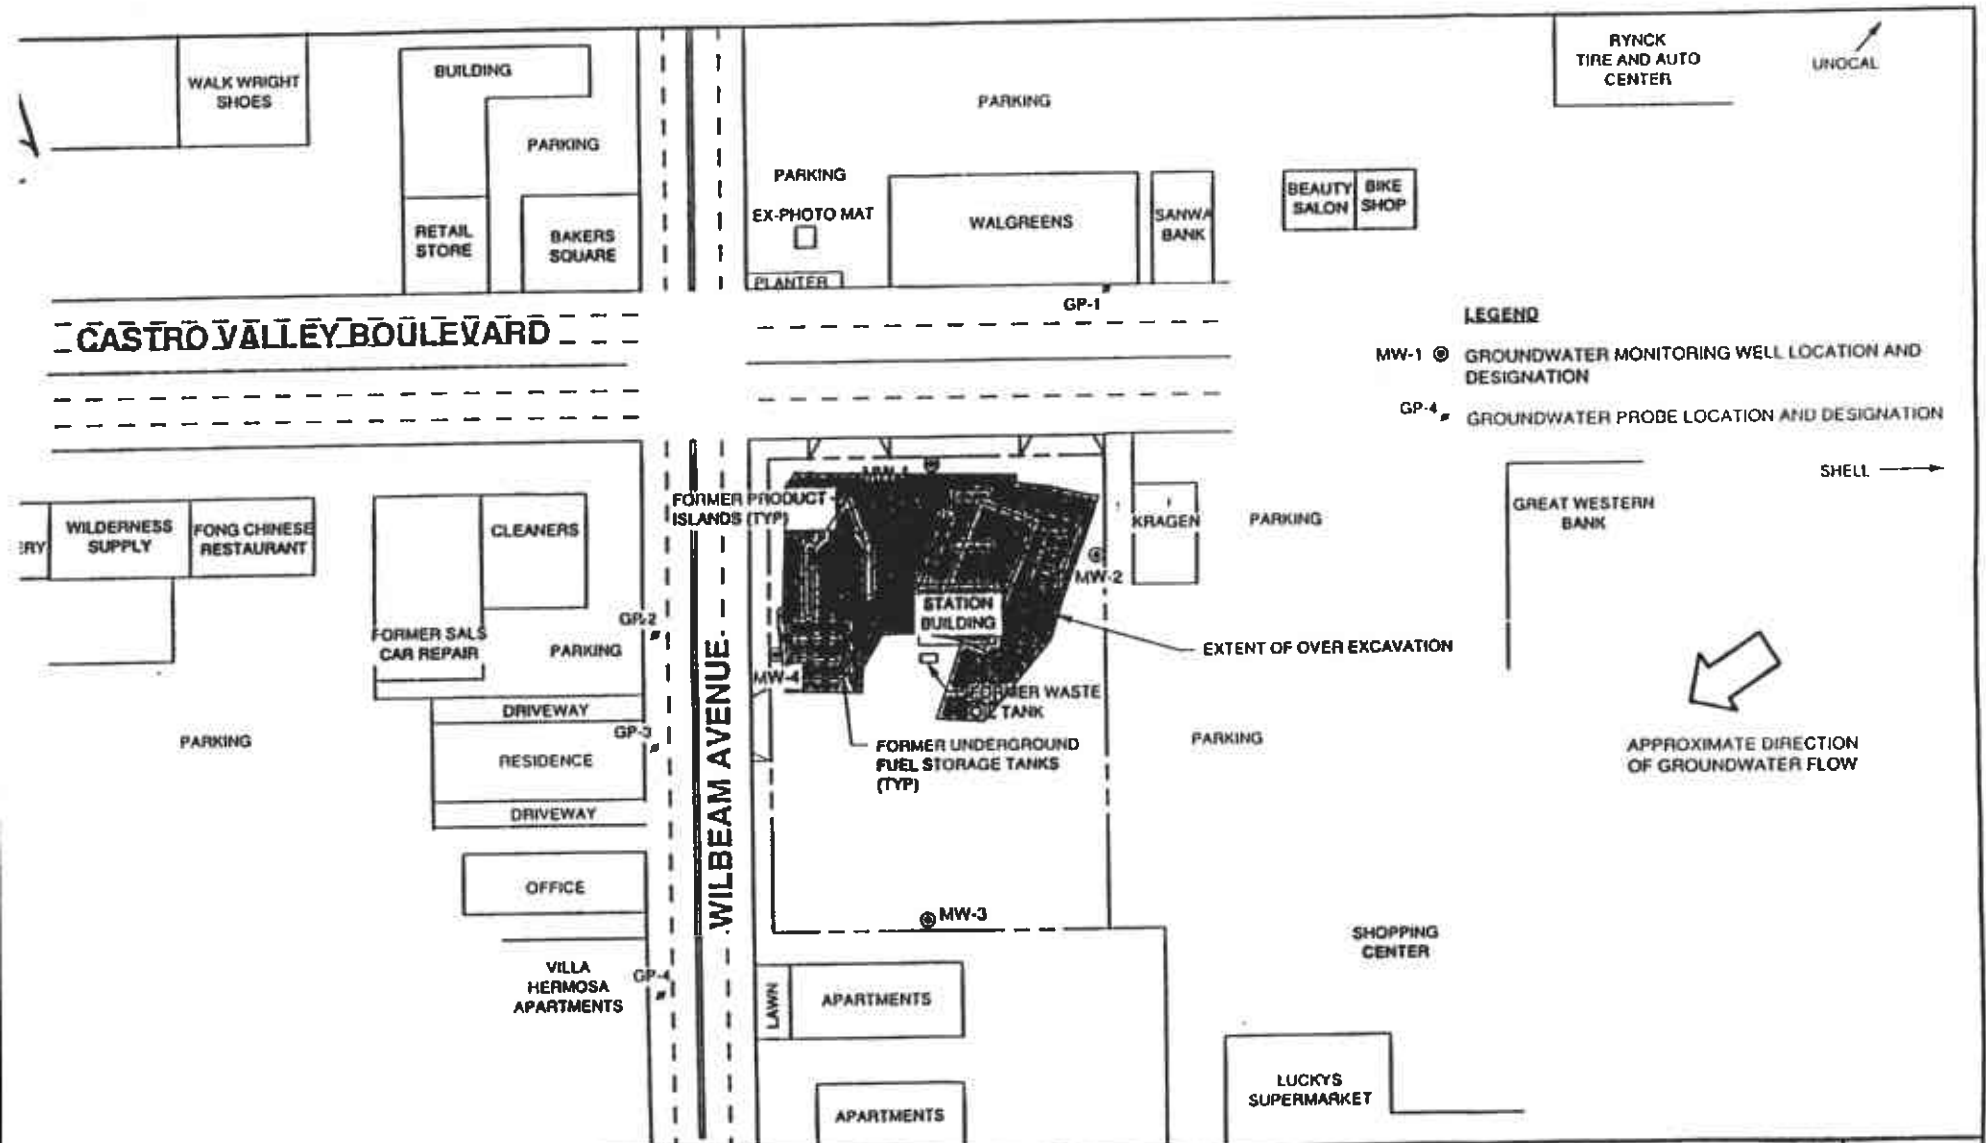 RYNCK
TIRE AND AUTO
CENTER
UNOCAL
WALK WRIGHT
SHOES
BUILDING
PARKING
PARKING
PARKING
EX-PHOTO MAT
WALGREENS
SANWA
BANK
BEAUTY
SALON
BIKE
SHOP
RETAIL
STORE
BAKERS
SQUARE
PLANTER
GP-1
CASTRO VALLEY BOULEVARD
LEGEND
MW-1 GROUNDWATER MONITORING WELL LOCATION AND
DESIGNATION
GP-4 GROUNDWATER PROBE LOCATION AND DESIGNATION
SHELL
MW-1
FORMER PRODUCT
ISLANDS (TYP)
KRAGEN
PARKING
GREAT WESTERN
BANK
ERY
WILDERNESS
SUPPLY
FONG CHINESE
RESTAURANT
CLEANERS
MW-2
STATION
BUILDING
GP-2
FORMER SALS
CAR REPAIR
PARKING
EXTENT OF OVER EXCAVATION
MW-4
FORMER WASTE
OIL TANK
DRIVEWAY
GP-3
PARKING
RESIDENCE
FORMER UNDERGROUND
FUEL STORAGE TANKS
(TYP)
PARKING
APPROXIMATE DIRECTION
OF GROUNDWATER FLOW
WILBEAM AVENUE
DRIVEWAY
OFFICE
MW-3
SHOPPING
CENTER
VILLA
HERMOSA
APARTMENTS
GP-4
LAWN
APARTMENTS
LUCKYS
SUPERMARKET
APARTMENTS